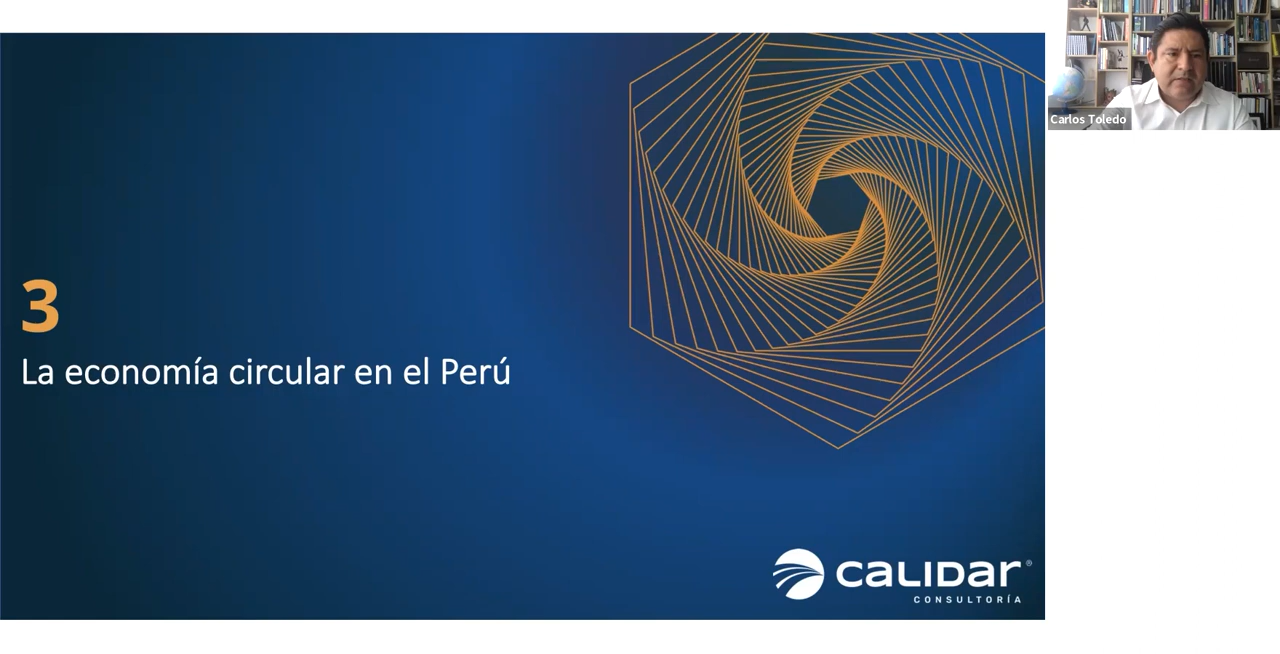 3
La economía circular en el Perú
CALIDAR®
CONSULTORÍA
Carlos Toledo